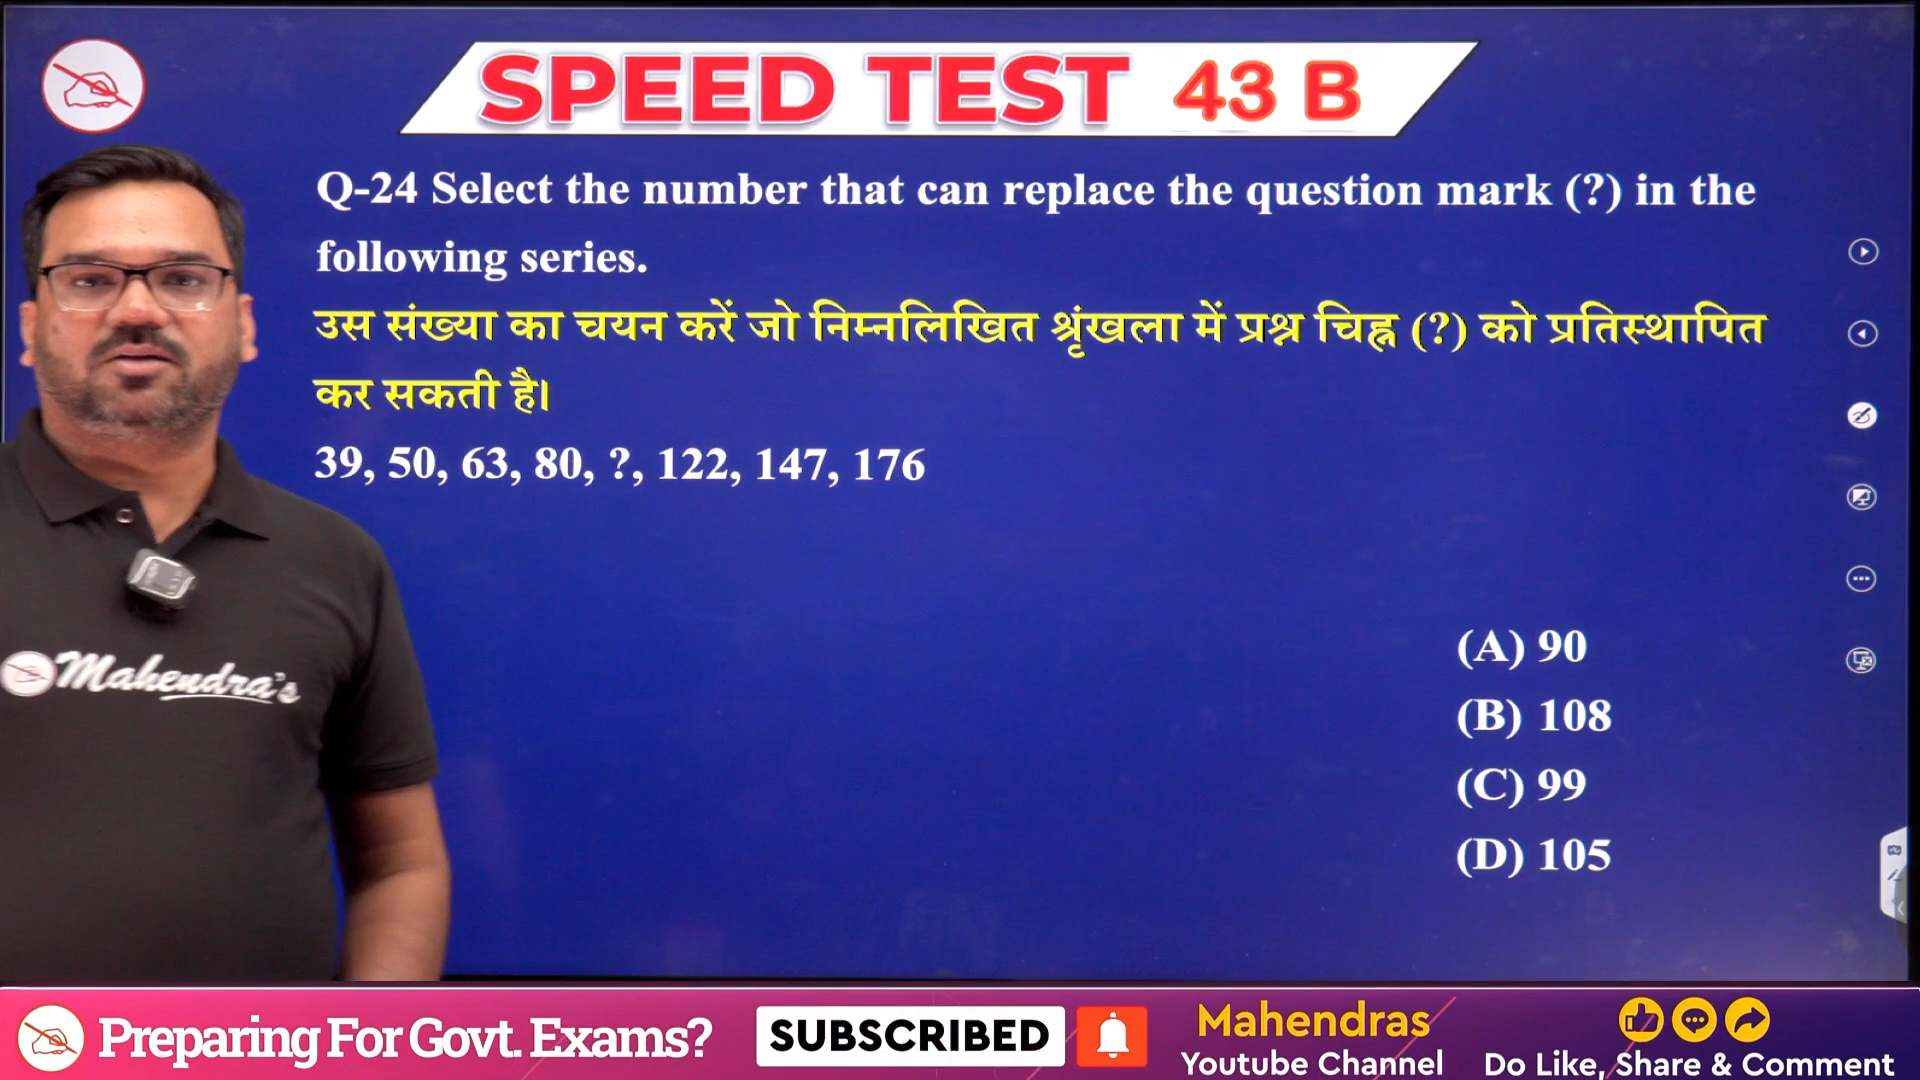 SPEED TEST 43 B
Q-24 Select the number that can replace the question mark (?) in the
following series.
उस संख्या का चयन करें जो निम्नलिखित श्रृंखला में प्रश्न चिह्न (?) को प्रतिस्थापित
कर सकती है।
39, 50, 63, 80, ?, 122, 147, 176
(A) 90
(B) 108
(C) 99
(D) 105
Mahendra's
Preparing For Govt. Exams?
SUBSCRIBED
Mahendras
Youtube Channel
Do Like, Share & Comment